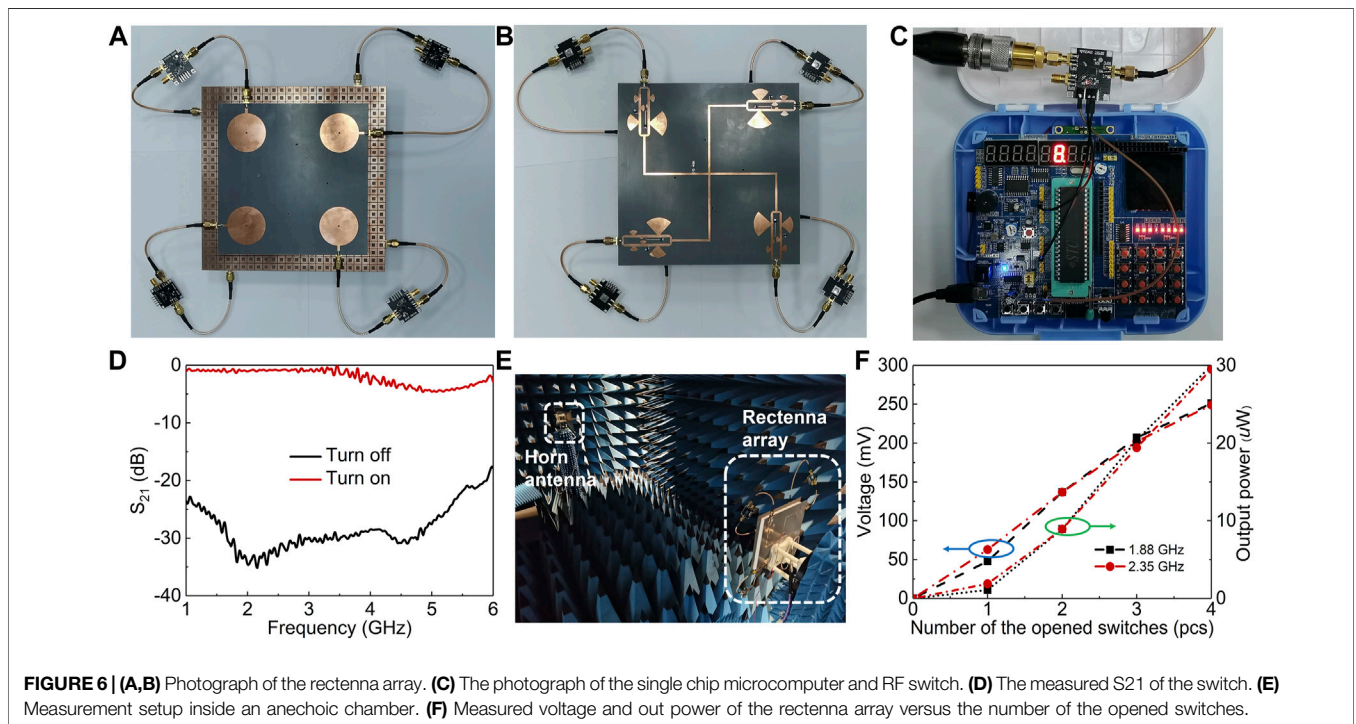 A
B
C
STC
D
0
-10
-20
-30
-40
S21 (dB)
Turn off
Turn on
1 2 3 4 5 6
Frequency (GHz)
E
Horn
antenna
Rectenna
array
F
300
250
200
150
100
50
0
Voltage (mV)
30
20
10
0
Output power (uW)
1.88 GHz
2.35 GHz
0 1 2 3 4
Number of the opened switches (pcs)
FIGURE 6 | (A,B) Photograph of the rectenna array. (C) The photograph of the single chip microcomputer and RF switch. (D) The measured S21 of the switch. (E)
Measurement setup inside an anechoic chamber. (F) Measured voltage and out power of the rectenna array versus the number of the opened switches.